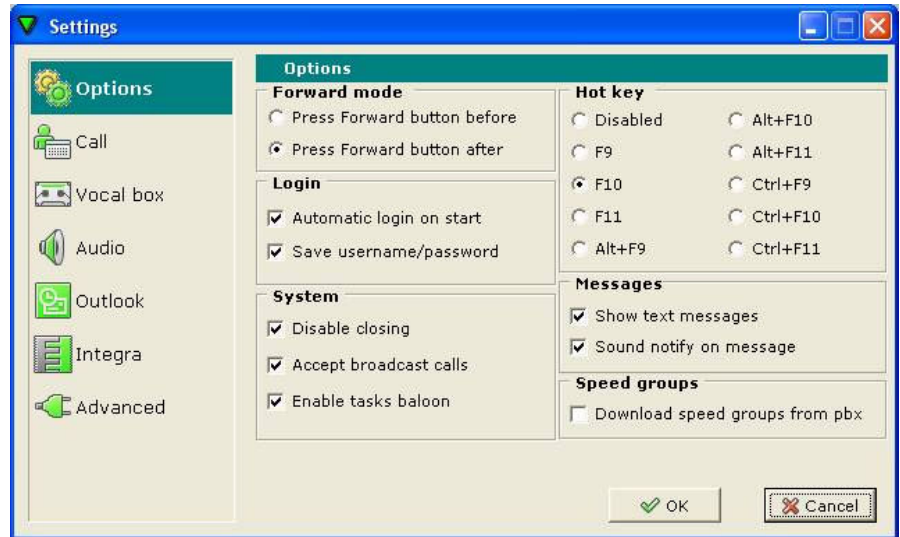 Settings
Options
Call
Vocal box
Audio
Outlook
Integra
Advanced
Options
Forward mode
Press Forward button before
Press Forward button after
Login
Automatic login on start
Save username/password
System
Disable closing
Accept broadcast calls
Enable tasks baloon
Hot key
Disabled Alt+F10
F9 Alt+F11
F10 Ctrl+F9
F11 Ctrl+F10
Alt+F9 Ctrl+F11
Messages
Show text messages
Sound notify on message
Speed groups
Download speed groups from pbx
OK Cancel